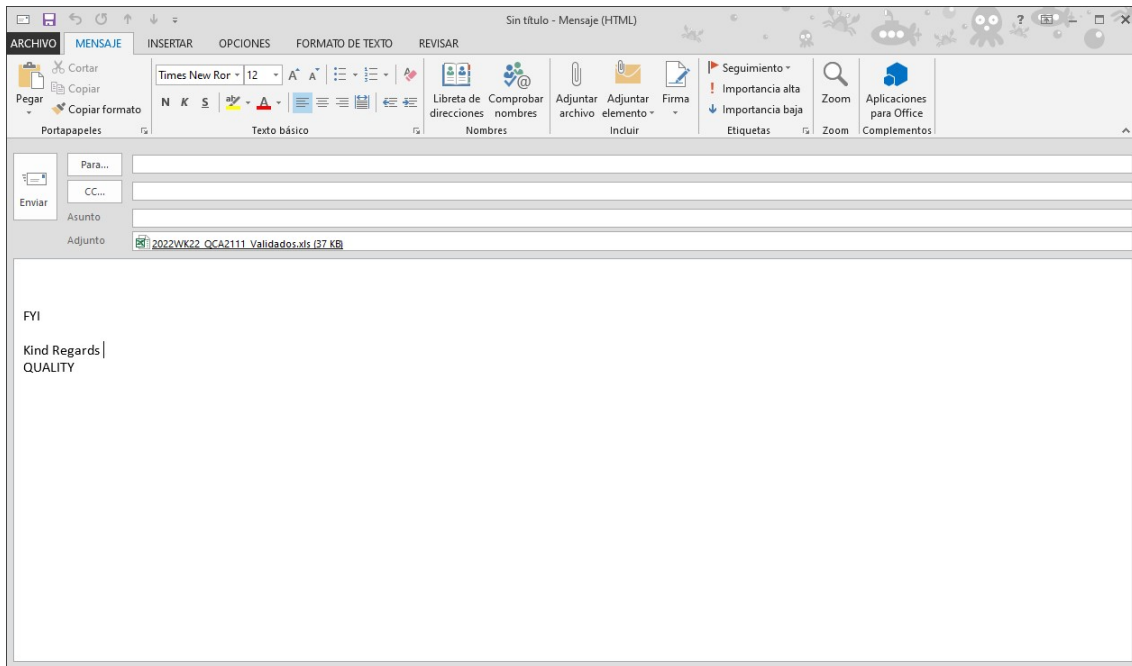 Sin título - Mensaje (HTML)
?
ARCHIVO MENSAJE INSERTAR OPCIONES FORMATO DE TEXTO REVISAR
Pegar
Cortar
Copiar
Copiar formato
Portapapeles
Times New Ror 12
N K S
Texto básico
Libreta de direcciones
Comprobar nombres
Nombres
Adjuntar archivo
Adjuntar elemento
Firma
Incluir
Seguimiento
Importancia alta
Importancia baja
Etiquetas
Zoom
Zoom
Aplicaciones para Office
Complementos
Enviar
Para...
CC...
Asunto
Adjunto 2022WK22_QCA2111_Validados.xls (37 KB)
FYI
Kind Regards
QUALITY